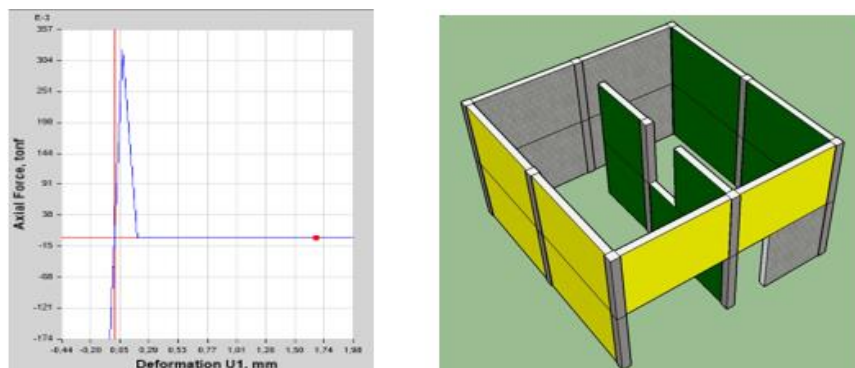 E-3
357
304
251
198
144
91
38
-15
-68
-121
-174
Axial Force, tonf
-0,44 -0,20 0,05 0,29 0,53 0,77 1,01 1,26 1,50 1,74 1,98
Deformation U1, mm